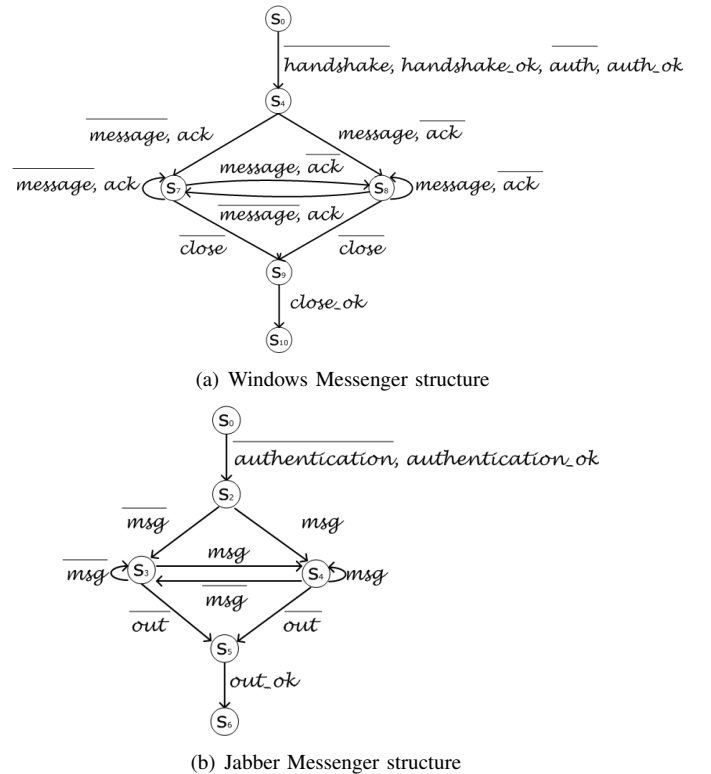 S0
handshake, handshake_ok, auth, auth_ok
S4
message, ack
message, ack
message, ack
message, ack
S7
S8
message, ack
message, ack
close
close
S9
close_ok
S10
(a) Windows Messenger structure
S0
authentication, authentication_ok
S2
msg
msg
msg
msg
S3
S4
msg
msg
out
out
S5
out_ok
S6
(b) Jabber Messenger structure